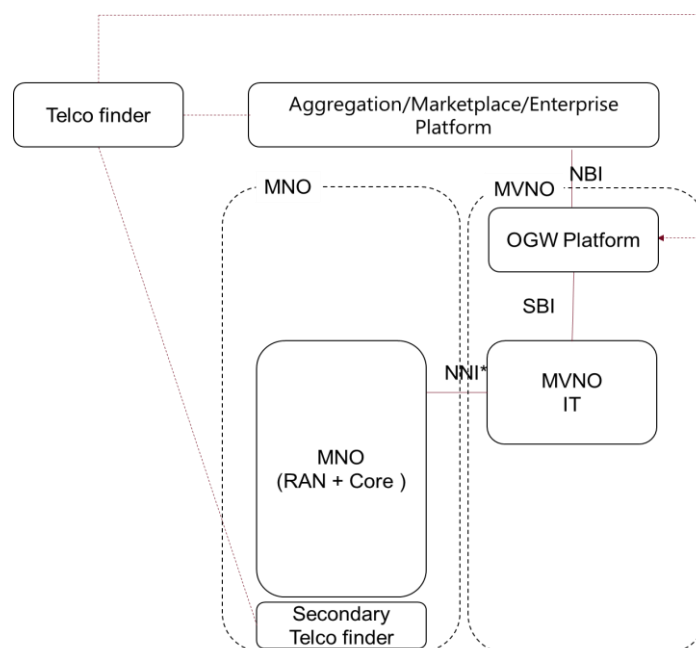 Telco finder
Aggregation/Marketplace/Enterprise
Platform
NBI
MNO
MVNO
OGW Platform
SBI
NNI*
MVNO
IT
MNO
(RAN + Core )
Secondary
Telco finder